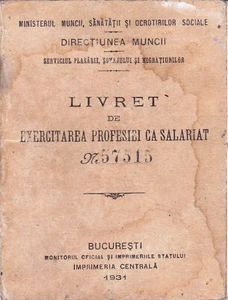 MINISTERUL MUNCII, SĂNĂTĂȚII ȘI OCROTIRILOR SOCIALE
DIRECȚIUNEA MUNCII
SERVICIUL PLASĂRII, ȘOMAJULUI ȘI MIGRAȚIUNILOR
LIVRET
DE
EXERCITAREA PROFESIEI CA SALARIAT
No. 57515
BUCUREȘTI
MONITORUL OFICIAL ȘI IMPRIMERIILE STATULUI
IMPRIMERIA CENTRALĂ
1931